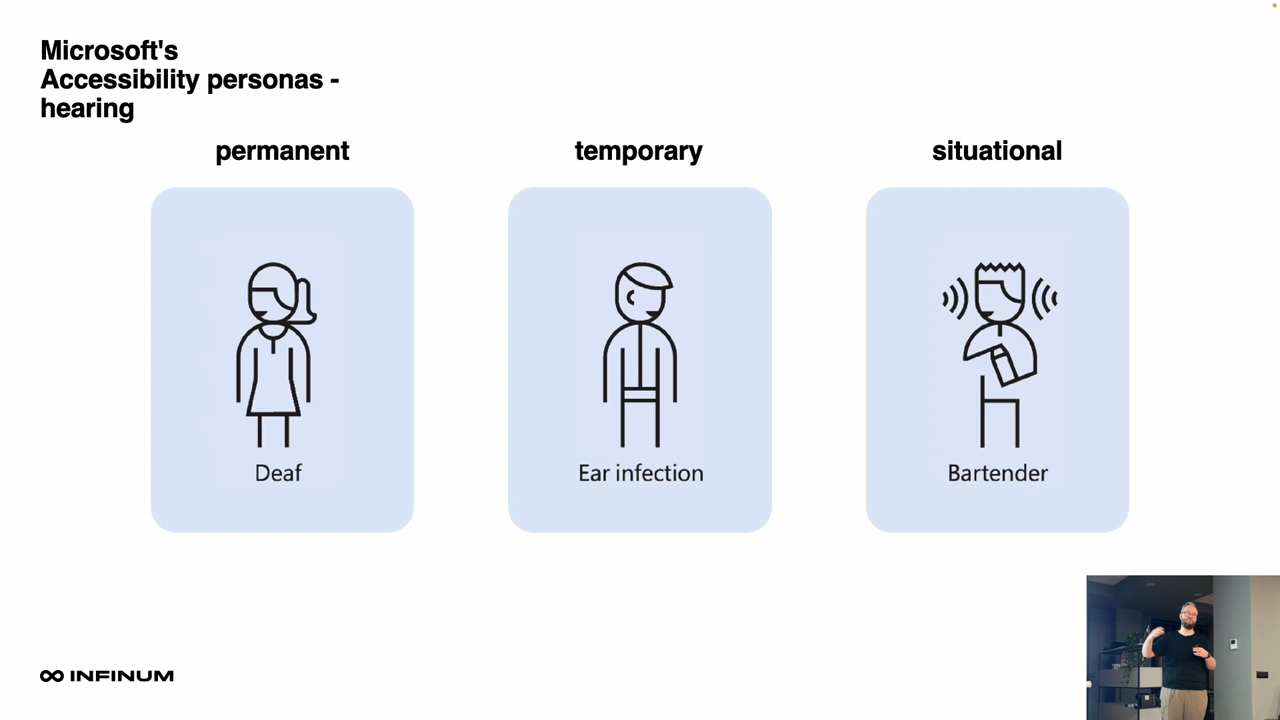 Microsoft's
Accessibility personas -
hearing
permanent
temporary
situational
Deaf
Ear infection
Bartender
INFINUM